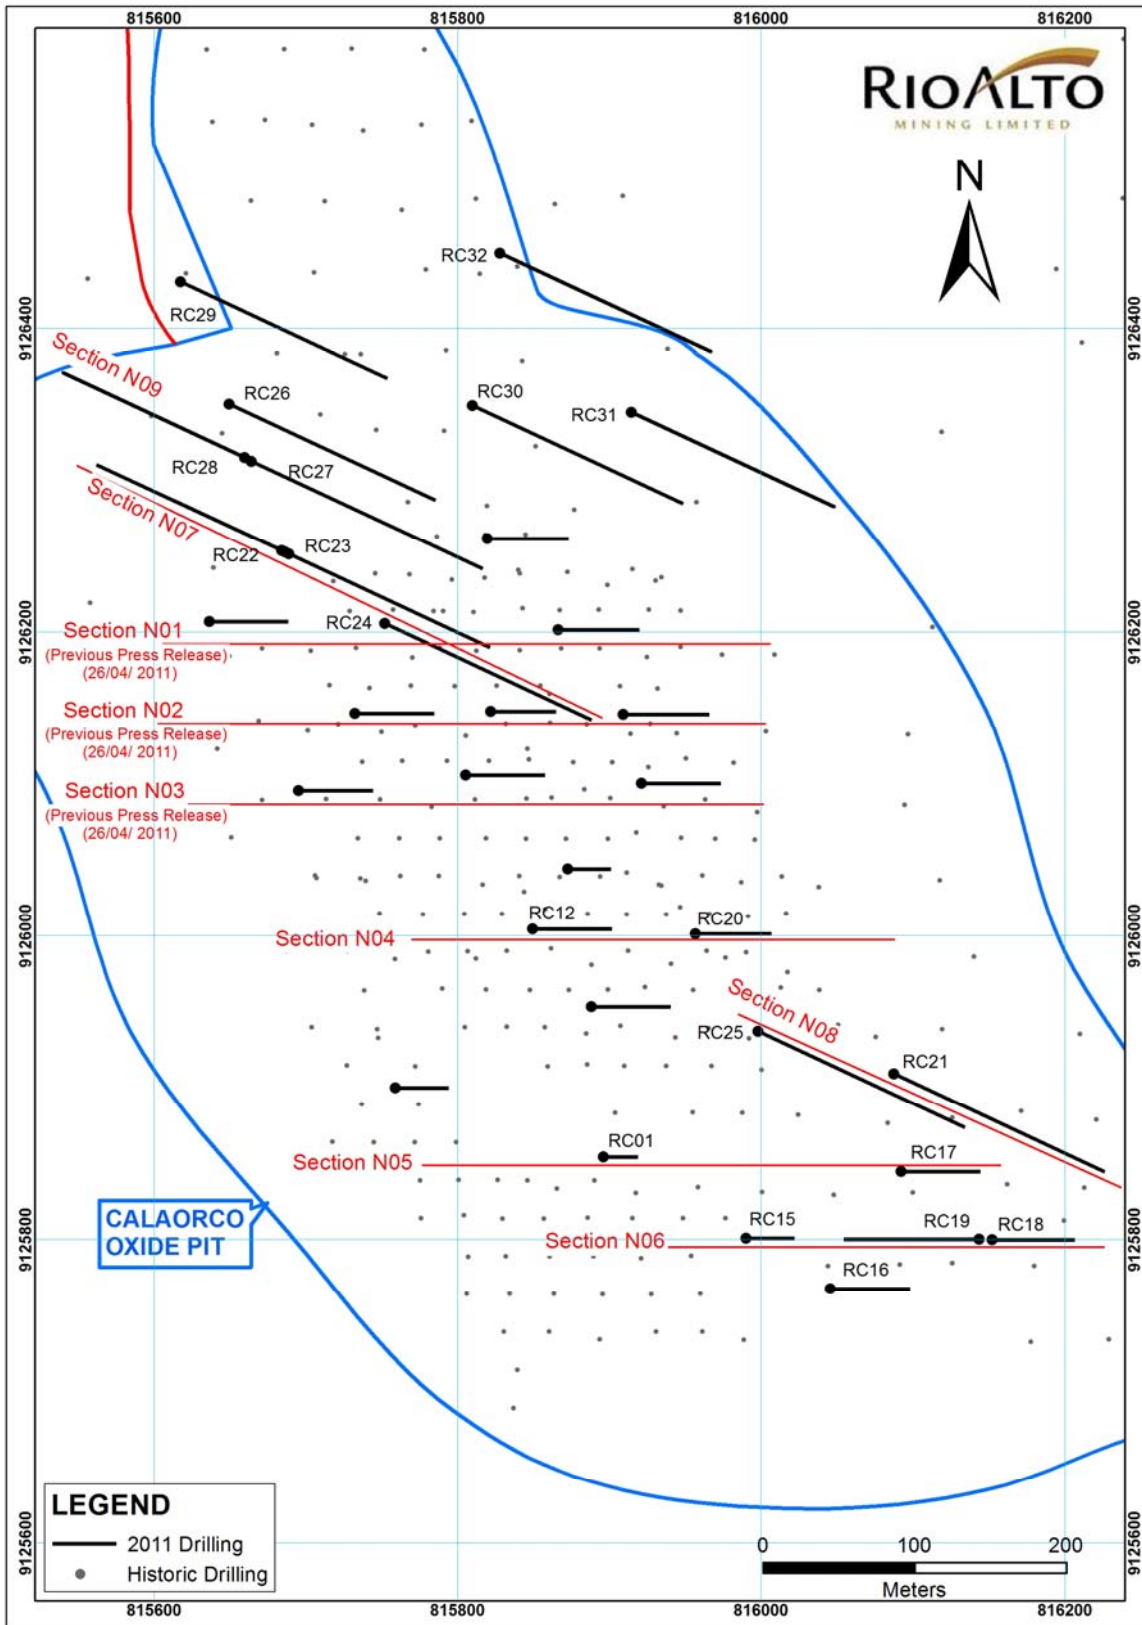 815600 815800 816000 816200
RIOALTO
MINING LIMITED
N
RC32
RC29
9126400 9126400
Section N09
RC26
RC30
RC31
RC28 RC27
Section N07
RC22 RC23
RC24
9126200 9126200
Section N01
(Previous Press Release)
(26/04/ 2011)
Section N02
(Previous Press Release)
(26/04/ 2011)
Section N03
(Previous Press Release)
(26/04/ 2011)
RC12 RC20
9126000 9126000
Section N04
Section N08
RC25
RC21
RC01
Section N05 RC17
CALAORCO
OXIDE PIT
RC15 RC19 RC18
9125800 9125800
Section N06
RC16
LEGEND
2011 Drilling
Historic Drilling
0 100 200
Meters
9125600 9125600
815600 815800 816000 816200